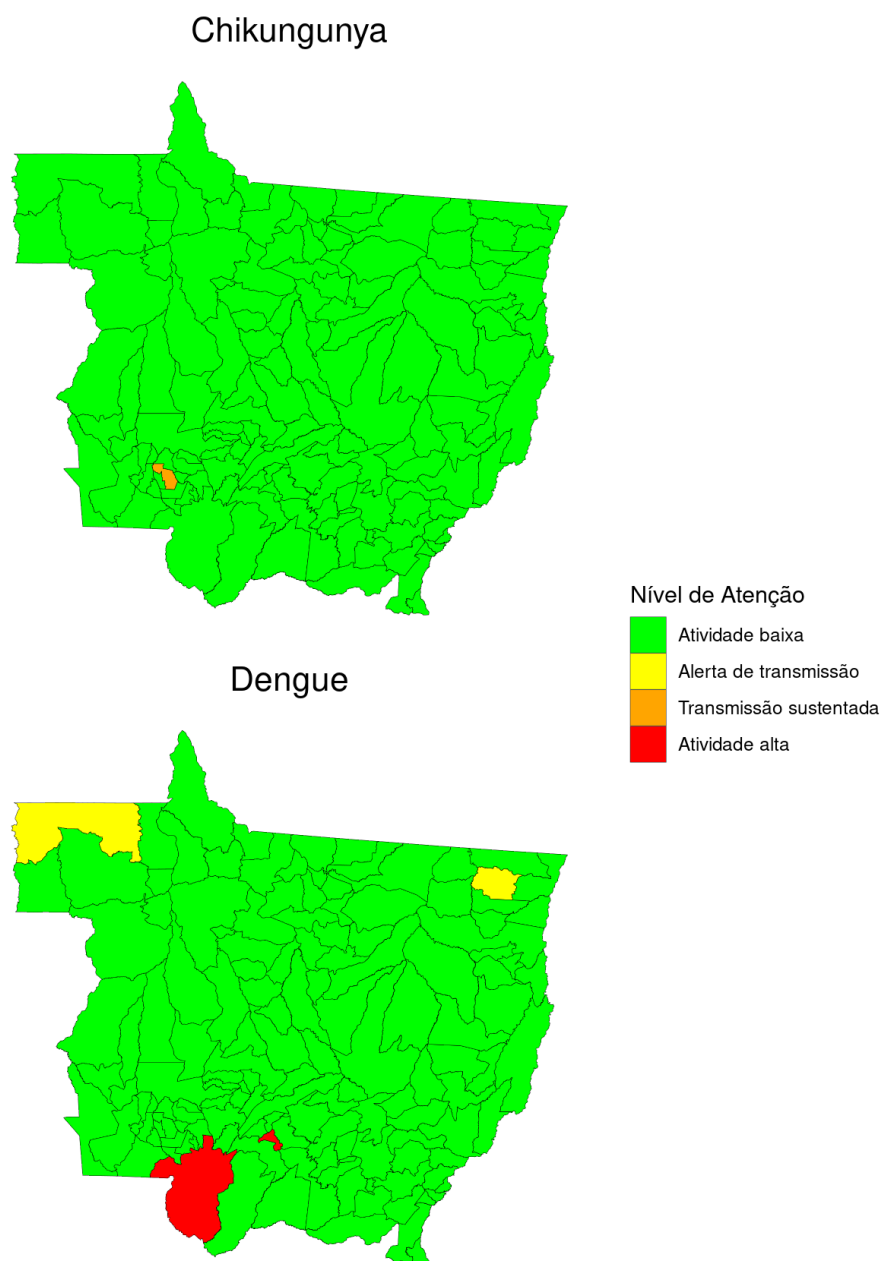 Chikungunya
Nível de Atenção
Atividade baixa
Alerta de transmissão
Transmissão sustentada
Atividade alta
Dengue